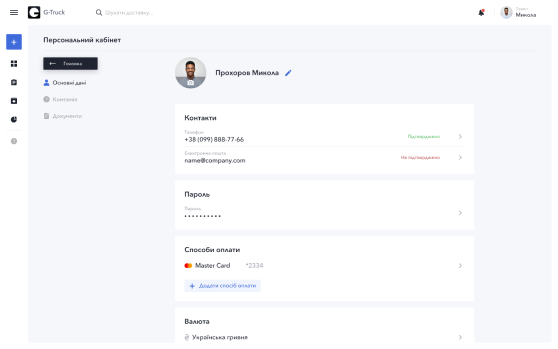 G-Truck
Шукати доставку...
Привіт
Микола
Персональний кабінет
Головна
Прохоров Микола
Основні дані
Компанія
Документи
Контакти
Телефон
+38 (099) 888-77-66
Підтверджено
Електронна пошта
name@company.com
Не підтверджено
Пароль
Пароль
••••••••••
Способи оплати
Master Card *2334
+ Додати спосіб оплати
Валюта
₴ Українська гривня